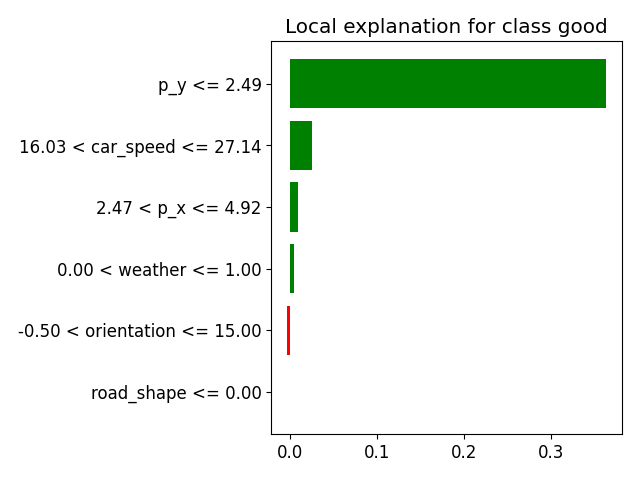 Local explanation for class good
p_y <= 2.49
16.03 < car_speed <= 27.14
2.47 < p_x <= 4.92
0.00 < weather <= 1.00
-0.50 < orientation <= 15.00
road_shape <= 0.00
0.0 0.1 0.2 0.3